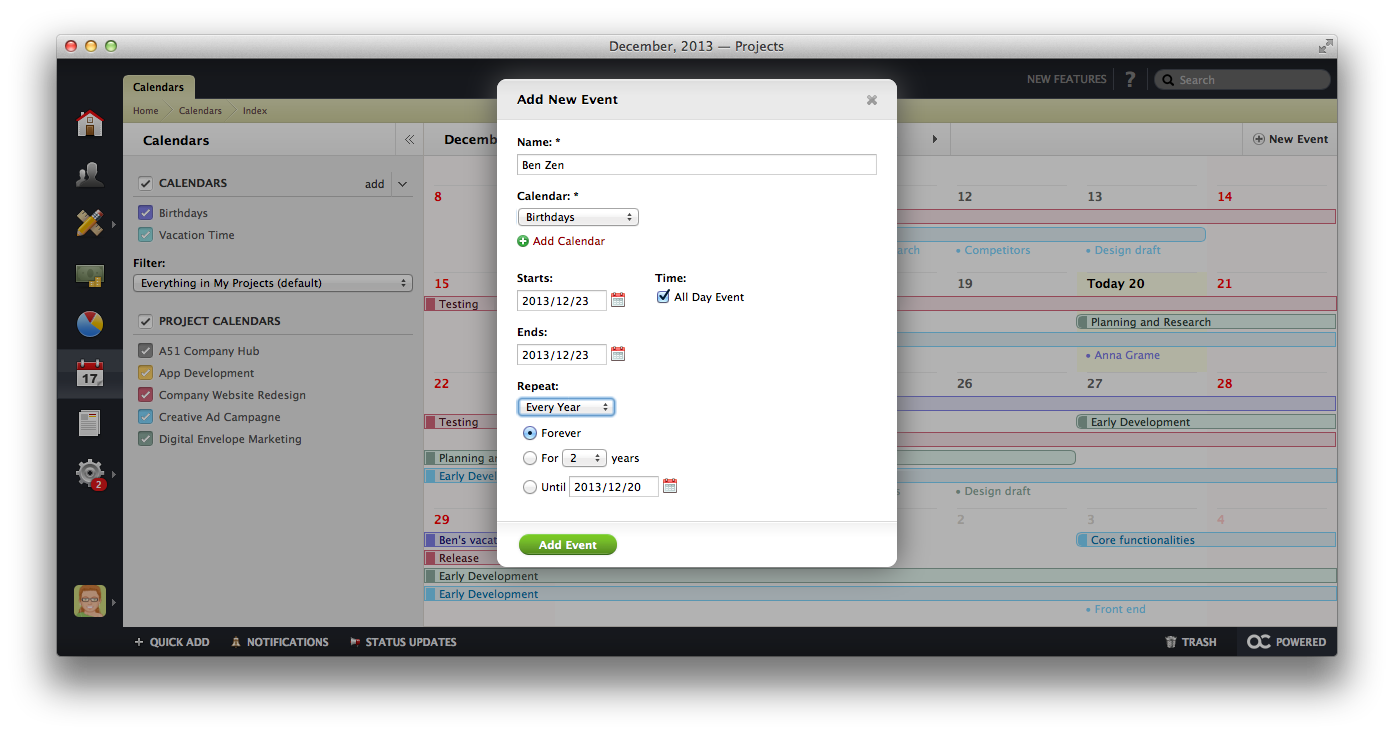 December, 2013 — Projects
Calendars
NEW FEATURES
?
Search
Home
Calendars
Index
Calendars
Decemb
New Event
CALENDARS
add
Birthdays
Vacation Time
Filter:
Everything in My Projects (default)
PROJECT CALENDARS
A51 Company Hub
App Development
Company Website Redesign
Creative Ad Campagne
Digital Envelope Marketing
17
2
Add New Event
Name: *
Ben Zen
Calendar: *
Birthdays
Add Calendar
Starts:
Time:
2013/12/23
All Day Event
Ends:
2013/12/23
Repeat:
Every Year
Forever
For 2 years
Until 2013/12/20
Add Event
8
12
13
14
arch
• Competitors
• Design draft
15
19
Today 20
21
Testing
Planning and Research
• Anna Grame
22
26
27
28
Testing
Early Development
Planning an
Early Devel
• Design draft
29
2
3
4
Ben's vacat
Core functionalities
Release
Early Development
Early Development
• Front end
QUICK ADD
NOTIFICATIONS
STATUS UPDATES
TRASH
POWERED